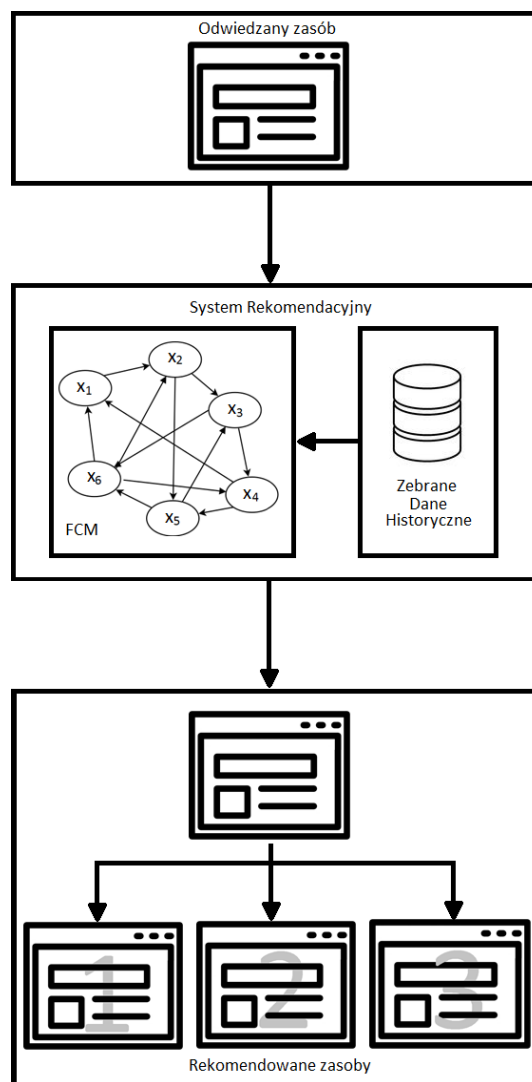 Odwiedzany zasób
System Rekomendacyjny
x2
x1
x3
x6
x4
x5
FCM
Zebrane
Dane
Historyczne
1
2
3
Rekomendowane zasoby